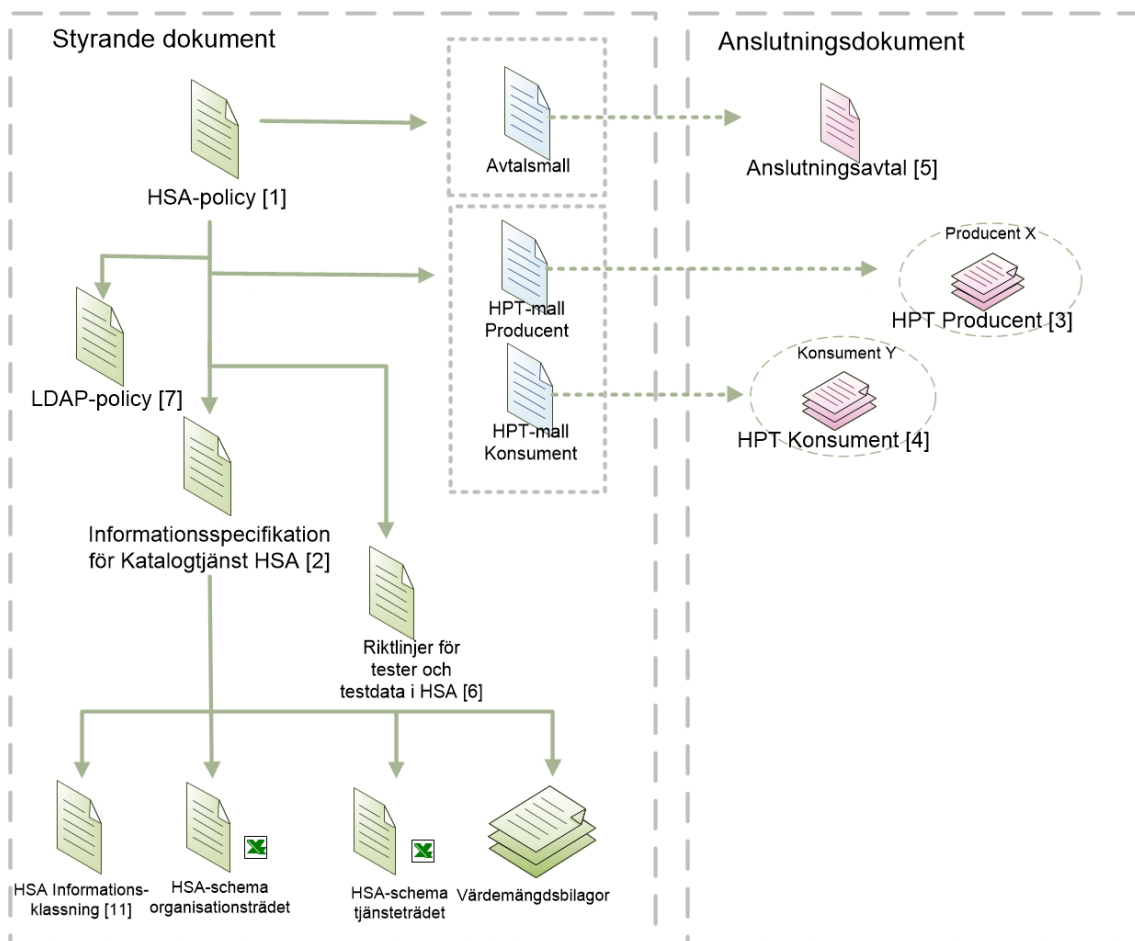 Styrande dokument
Anslutningsdokument
HSA-policy [1]
Avtalsmall
Anslutningsavtal [5]
HPT-mall
Producent
Producent X
HPT Producent [3]
LDAP-policy [7]
HPT-mall
Konsument
Konsument Y
HPT Konsument [4]
Informationsspecifikation
för Katalogtjänst HSA [2]
Riktlinjer för
tester och
testdata i HSA [6]
HSA Informations-
klassning [11]
HSA-schema
organisationsträdet
HSA-schema
tjänsteträdet
Värdemängdsbilagor